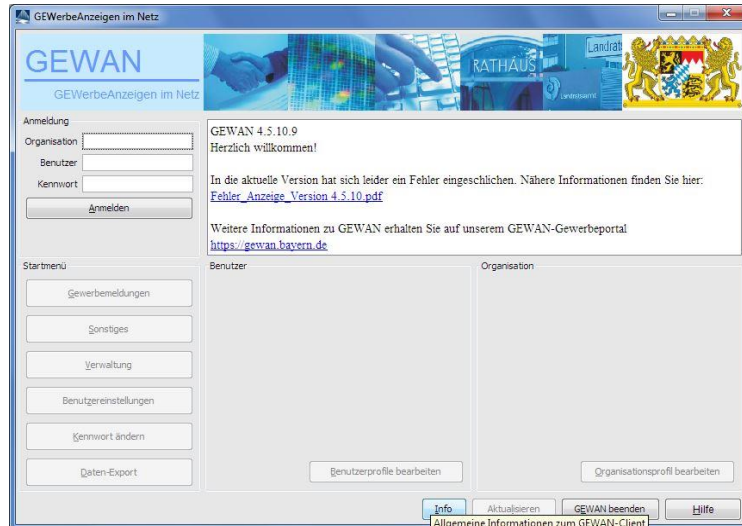 GEWerbeAnzeigen im Netz
GEWAN
GEWerbeAnzeigen im Netz
RATHAUS
Landrats
Landratsamt
Anmeldung
Organisation
Benutzer
Kennwort
Anmelden
GEWAN 4.5.10.9
Herzlich willkommen!
In die aktuelle Version hat sich leider ein Fehler eingeschlichen. Nähere Informationen finden Sie hier:
Fehler_Anzeige_Version 4.5.10.pdf
Weitere Informationen zu GEWAN erhalten Sie auf unserem GEWAN-Gewerbeportal
https://gewan.bayern.de
Startmenü
Gewerbemeldungen
Sonstiges
Verwaltung
Benutzereinstellungen
Kennwort ändern
Daten-Export
Benutzer
Benutzerprofile bearbeiten
Organisation
Organisationsprofil bearbeiten
Info
Aktualisieren
GEWAN beenden
Hilfe
Allgemeine Informationen zum GEWAN-Client